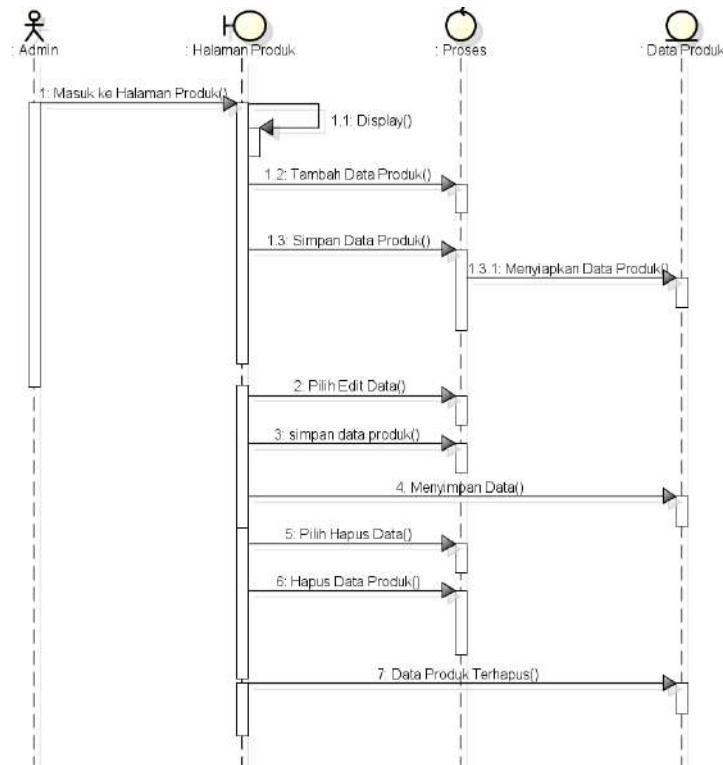 : Admin
: Halaman Produk
: Proses
: Data Produk
1: Masuk ke Halaman Produk()
1.1: Display()
1.2: Tambah Data Produk()
1.3: Simpan Data Produk()
1.3.1: Menyiapkan Data Produk()
2: Pilih Edit Data()
3: simpan data produk()
4: Menyimpan Data()
5: Pilih Hapus Data()
6: Hapus Data Produk()
7: Data Produk Terhapus()